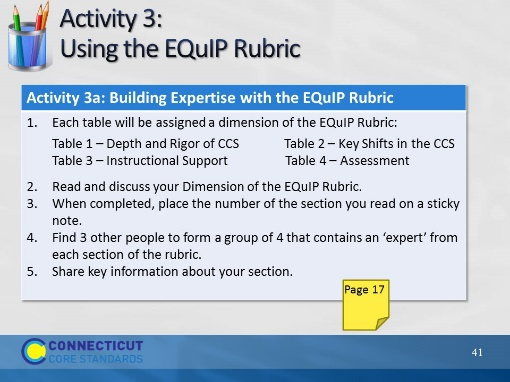 Activity 3:
Using the EQuIP Rubric
Activity 3a: Building Expertise with the EQuIP Rubric
1. Each table will be assigned a dimension of the EQuIP Rubric:
Table 1 – Depth and Rigor of CCS Table 2 – Key Shifts in the CCS
Table 3 – Instructional Support Table 4 – Assessment
2. Read and discuss your Dimension of the EQuIP Rubric.
3. When completed, place the number of the section you read on a sticky
note.
4. Find 3 other people to form a group of 4 that contains an ‘expert’ from
each section of the rubric.
5. Share key information about your section.
Page 17
CONNECTICUT
CORE STANDARDS
41